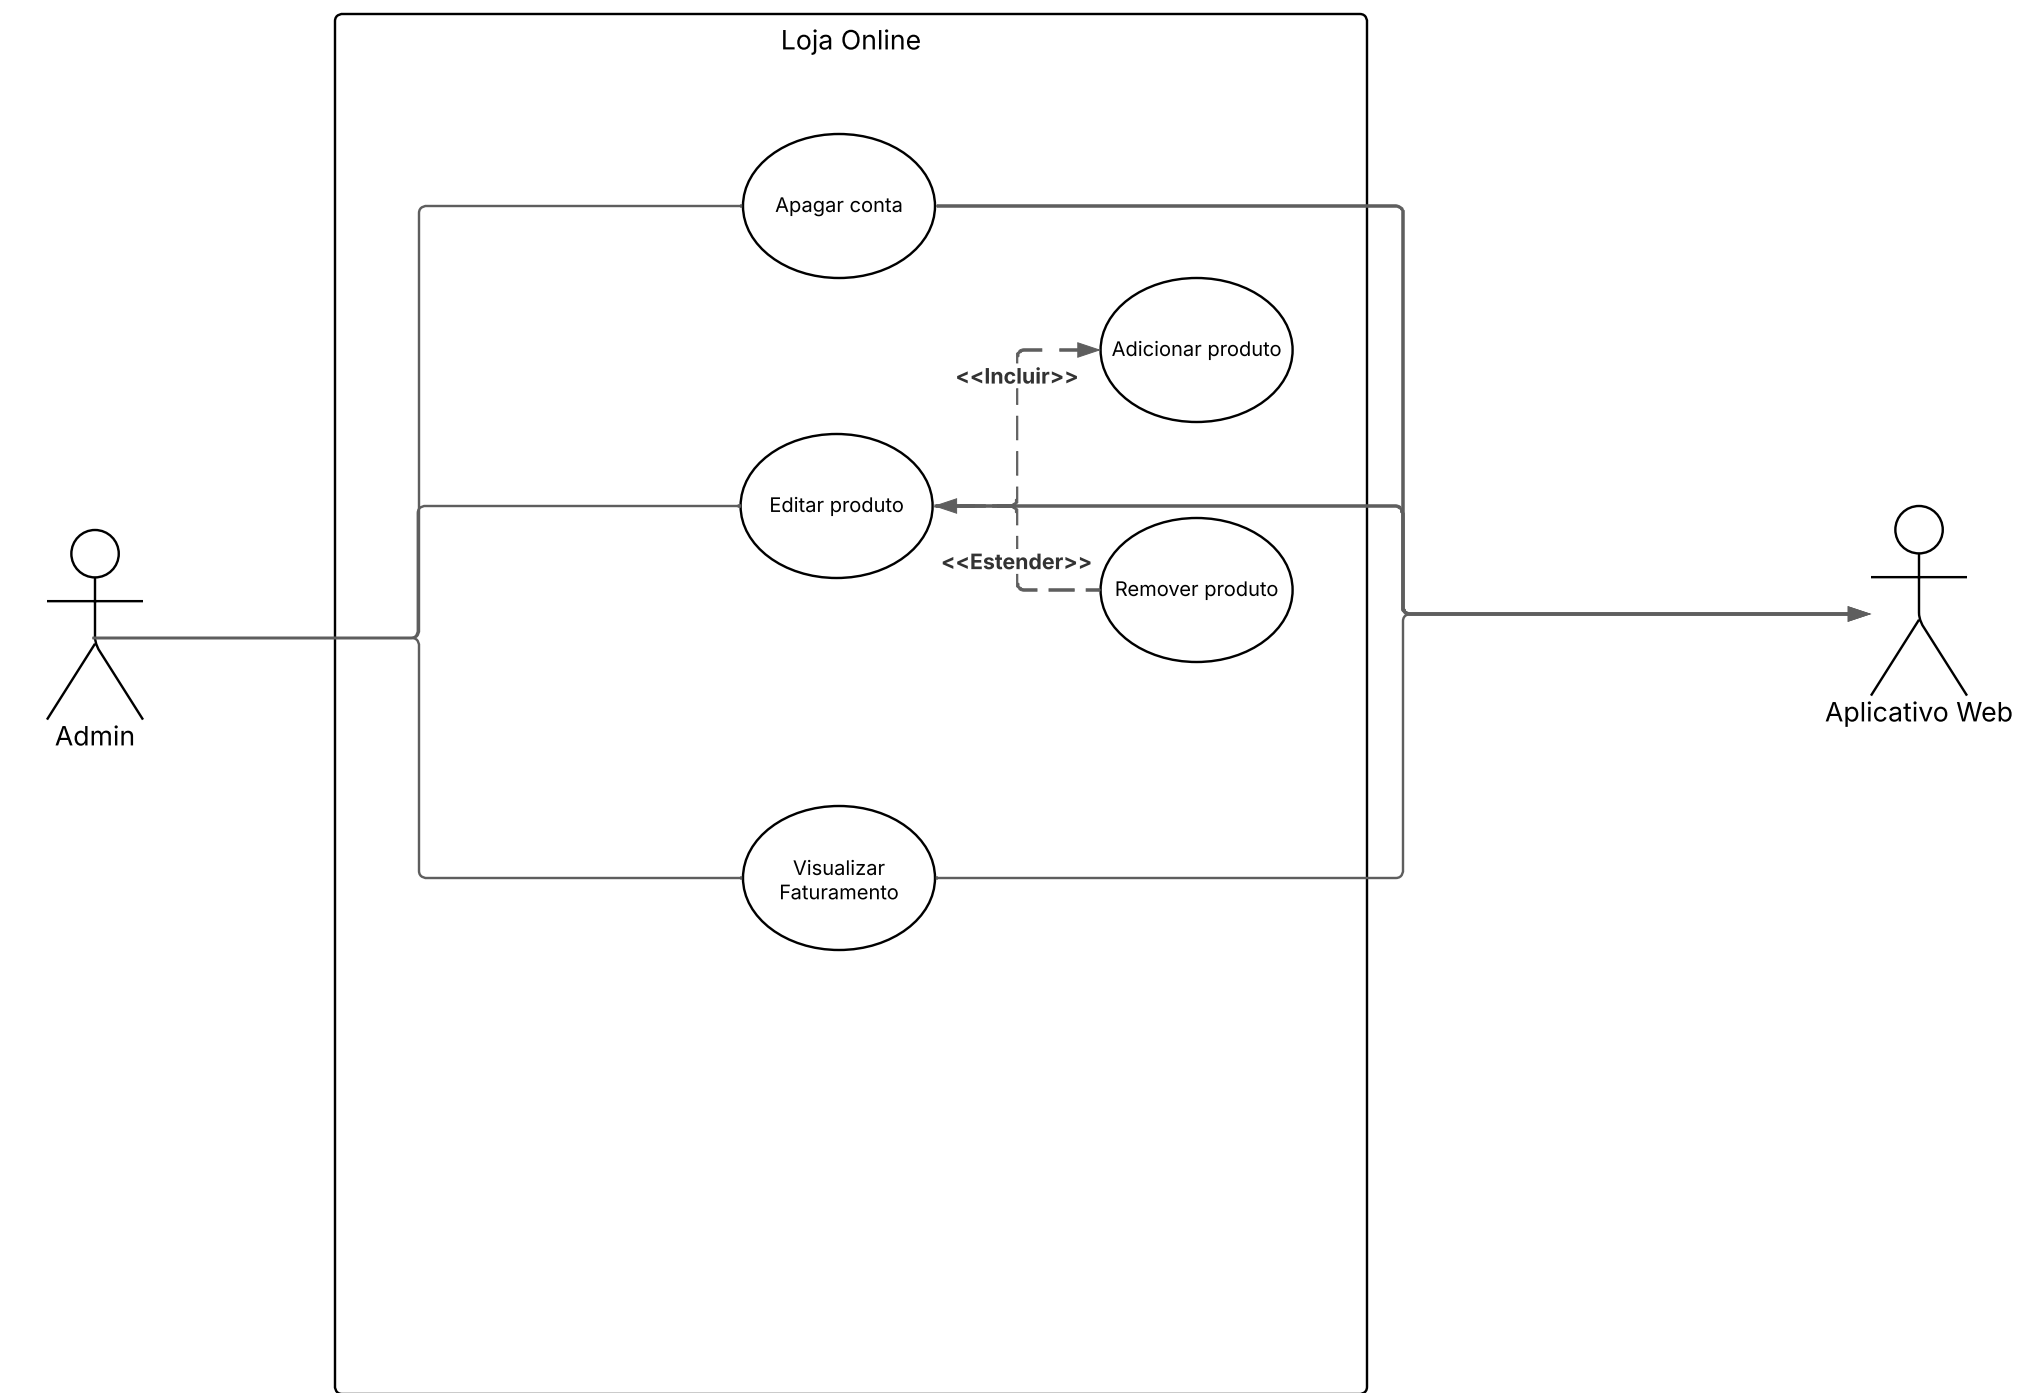 Loja Online
Apagar conta
Adicionar produto
<<Incluir>>
Editar produto
<<Estender>>
Remover produto
Admin
Aplicativo Web
Visualizar
Faturamento